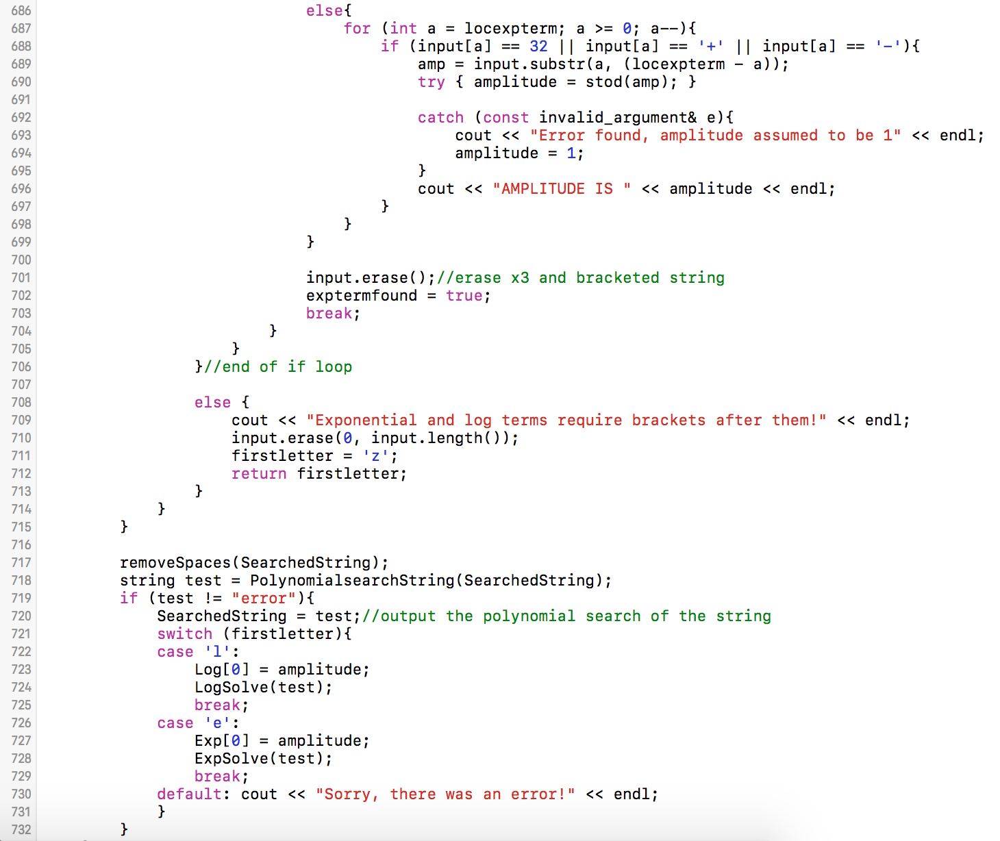 686 else{
687 for (int a = locexpterm; a >= 0; a--){
688 if (input[a] == 32 || input[a] == '+' || input[a] == '-'){
689 amp = input.substr(a, (locexpterm - a));
690 try { amplitude = stod(amp); }
691
692 catch (const invalid_argument& e){
693 cout << "Error found, amplitude assumed to be 1" << endl;
694 amplitude = 1;
695 }
696 cout << "AMPLITUDE IS " << amplitude << endl;
697 }
698 }
699 }
700
701 input.erase();//erase x3 and bracketed string
702 exptermfound = true;
703 break;
704 }
705 }
706 }//end of if loop
707
708 else {
709 cout << "Exponential and log terms require brackets after them!" << endl;
710 input.erase(0, input.length());
711 firstletter = 'z';
712 return firstletter;
713 }
714 }
715 }
716
717 removeSpaces(SearchedString);
718 string test = PolynomialsearchString(SearchedString);
719 if (test != "error"){
720 SearchedString = test;//output the polynomial search of the string
721 switch (firstletter){
722 case 'l':
723 Log[0] = amplitude;
724 LogSolve(test);
725 break;
726 case 'e':
727 Exp[0] = amplitude;
728 ExpSolve(test);
729 break;
730 default: cout << "Sorry, there was an error!" << endl;
731 }
732 }